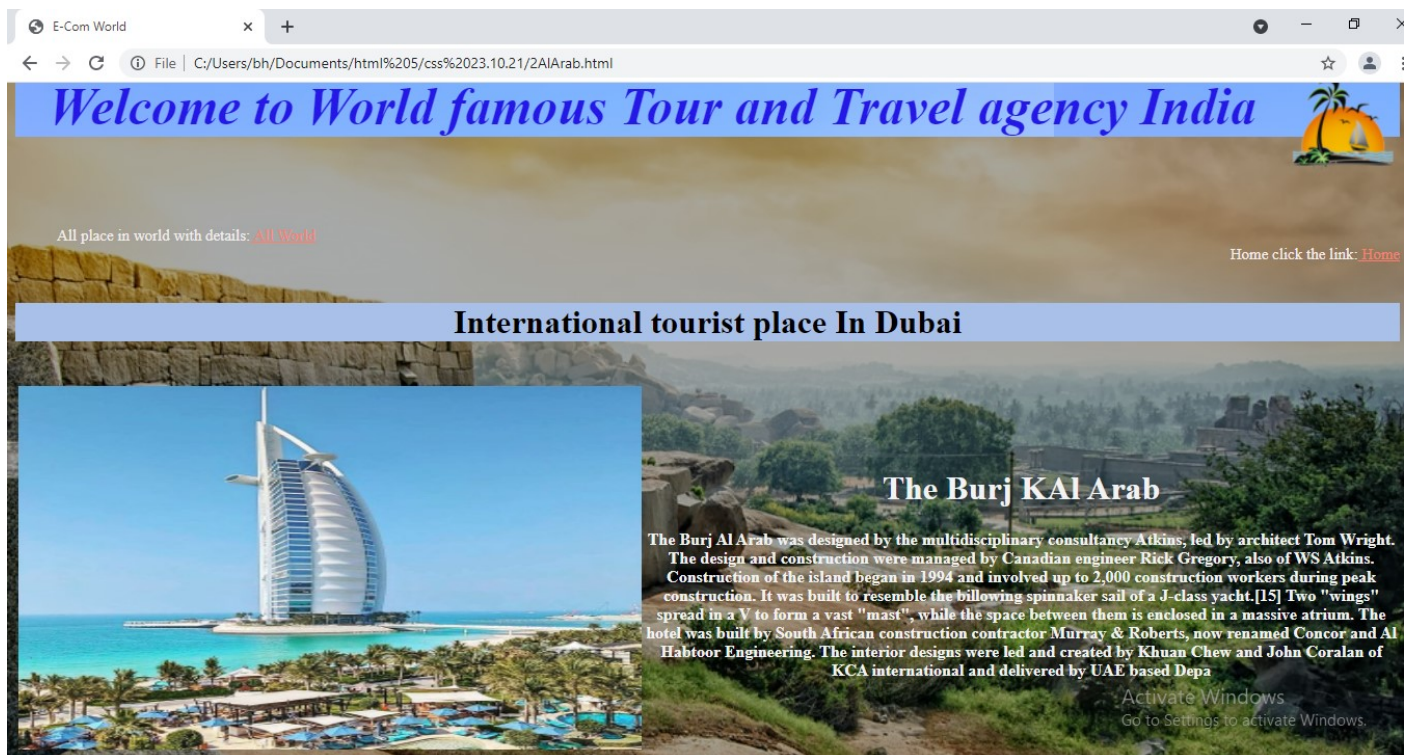 E-Com World
File | C:/Users/bh/Documents/html%205/css%2023.10.21/2AlArab.html
Welcome to World famous Tour and Travel agency India
All place in world with details: All World
Home click the link: Home
International tourist place In Dubai
The Burj KAl Arab
The Burj Al Arab was designed by the multidisciplinary consultancy Atkins, led by architect Tom Wright.
The design and construction were managed by Canadian engineer Rick Gregory, also of WS Atkins.
Construction of the island began in 1994 and involved up to 2,000 construction workers during peak
construction. It was built to resemble the billowing spinnaker sail of a J-class yacht.[15] Two "wings"
spread in a V to form a vast "mast", while the space between them is enclosed in a massive atrium. The
hotel was built by South African construction contractor Murray & Roberts, now renamed Concor and Al
Habtoor Engineering. The interior designs were led and created by Khuan Chew and John Coralan of
KCA international and delivered by UAE based Depa
Activate Windows
Go to Settings to activate Windows.